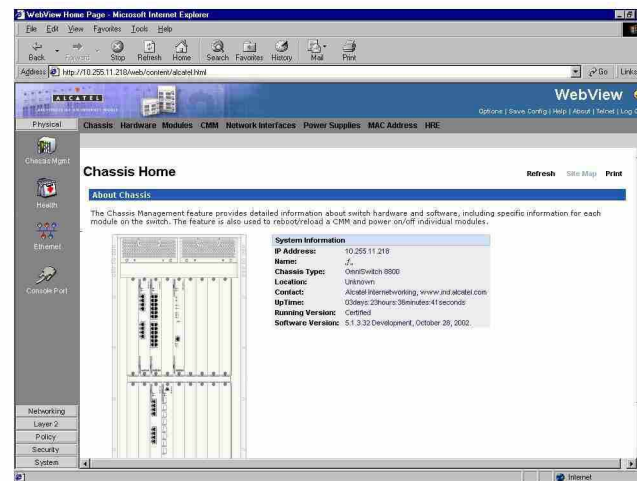 WebView Home Page - Microsoft Internet Explorer
File Edit View Favorites Tools Help
Back Forward Stop Refresh Home Search Favorites History Mail Print
Address http://10.255.11.218/web/content/alcatel.html Go Links
ALCATEL
WebView
Options | Save Config | Help | About | Telnet | Log
Physical Chassis Hardware Modules CMM Network Interfaces Power Supplies MAC Address HRE
Chassis Mgmt
Health
Ethernet
Console Port
Chassis Home
Refresh Site Map Print
About Chassis
The Chassis Management feature provides detailed information about switch hardware and software, including specific information for each
module on the switch. The feature is also used to reboot/reload a CMM and power on/off individual modules.
System Information
IP Address: 10.255.11.218
Name:
Chassis Type: OmniSwitch 8800
Location: Unknown
Contact: Alcatel Internetworking, www.ind.alcatel.com
UpTime: 03days:23hours:36minutes:41seconds
Running Version: Certified
Software Version: 5.1.3.32 Development, October 28, 2002.
Networking
Layer 2
Policy
Security
System
Internet